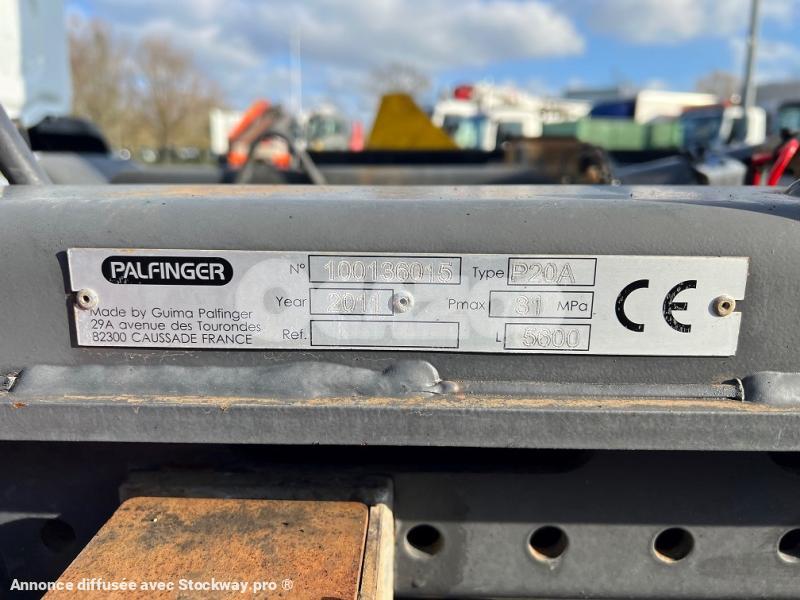 PALFINGER
N° 100136015 Type P20A
Year 2011 Pmax 31 MPa
Ref. L 5600
Made by Guima Palfinger
29A avenue des Tourondes
82300 CAUSSADE FRANCE
CE
Annonce diffusée avec Stockway.pro ®